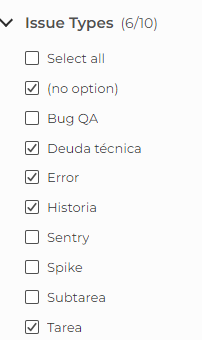 Issue Types (6/10)
Select all
(no option)
Bug QA
Deuda técnica
Error
Historia
Sentry
Spike
Subtarea
Tarea